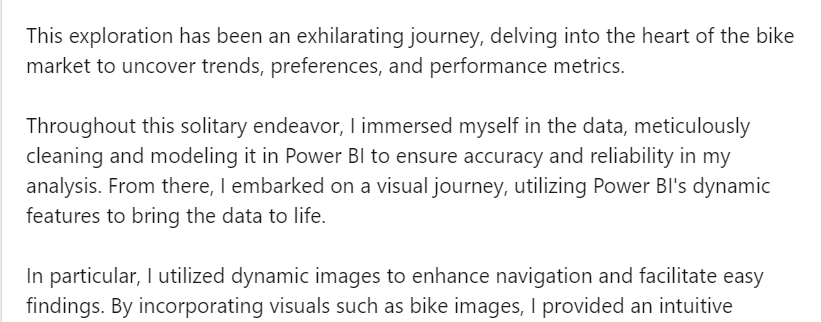 This exploration has been an exhilarating journey, delving into the heart of the bike
market to uncover trends, preferences, and performance metrics.
Throughout this solitary endeavor, I immersed myself in the data, meticulously
cleaning and modeling it in Power BI to ensure accuracy and reliability in my
analysis. From there, I embarked on a visual journey, utilizing Power BI's dynamic
features to bring the data to life.
In particular, I utilized dynamic images to enhance navigation and facilitate easy
findings. By incorporating visuals such as bike images, I provided an intuitive